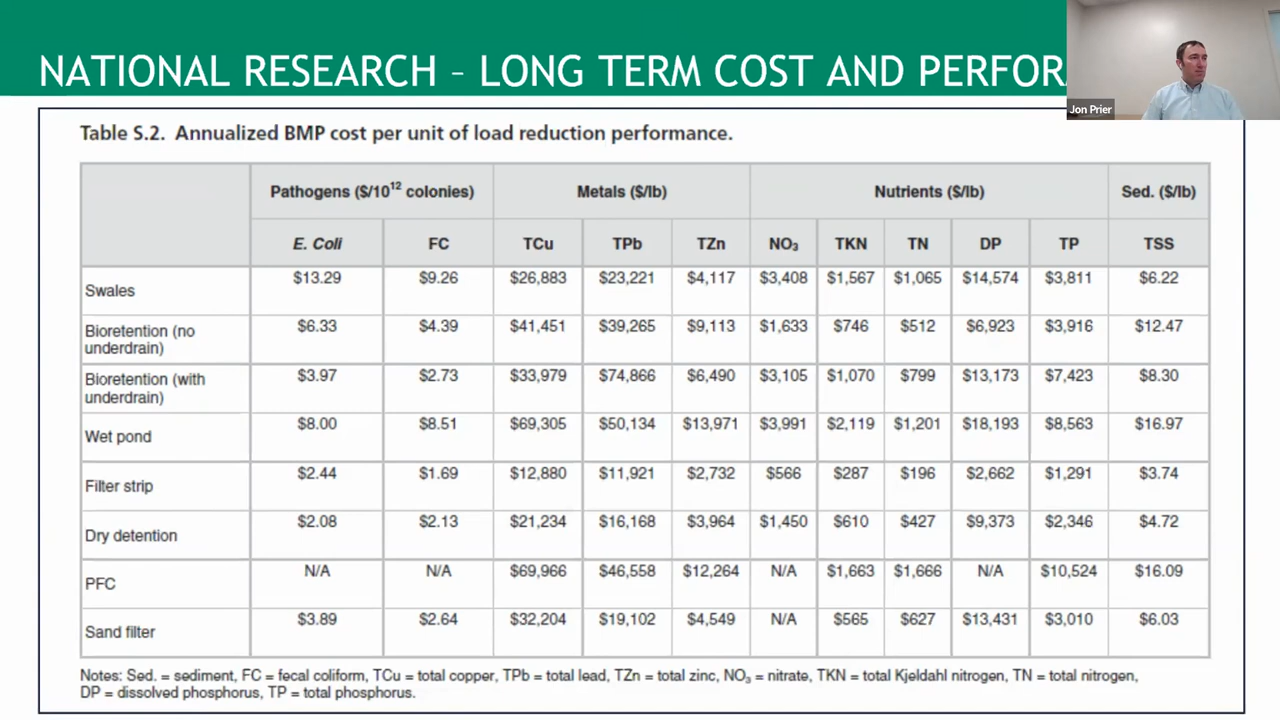 NATIONAL RESEARCH – LONG TERM COST AND PERFOR
Jon Prier
Table S.2. Annualized BMP cost per unit of load reduction performance.
Pathogens ($/10¹² colonies) Metals ($/lb) Nutrients ($/lb) Sed. ($/lb)
E. Coli FC TCu TPb TZn NO₃ TKN TN DP TP TSS
Swales $13.29 $9.26 $26,883 $23,221 $4,117 $3,408 $1,567 $1,065 $14,574 $3,811 $6.22
Bioretention (no
underdrain) $6.33 $4.39 $41,451 $39,265 $9,113 $1,633 $746 $512 $6,923 $3,916 $12.47
Bioretention (with
underdrain) $3.97 $2.73 $33,979 $74,866 $6,490 $3,105 $1,070 $799 $13,173 $7,423 $8.30
Wet pond $8.00 $8.51 $69,305 $50,134 $13,971 $3,991 $2,119 $1,201 $18,193 $8,563 $16.97
Filter strip $2.44 $1.69 $12,880 $11,921 $2,732 $566 $287 $196 $2,662 $1,291 $3.74
Dry detention $2.08 $2.13 $21,234 $16,168 $3,964 $1,450 $610 $427 $9,373 $2,346 $4.72
PFC N/A N/A $69,966 $46,558 $12,264 N/A $1,663 $1,666 N/A $10,524 $16.09
Sand filter $3.89 $2.64 $32,204 $19,102 $4,549 N/A $565 $627 $13,431 $3,010 $6.03
Notes: Sed. = sediment, FC = fecal coliform, TCu = total copper, TPb = total lead, TZn = total zinc, NO₃ = nitrate, TKN = total Kjeldahl nitrogen, TN = total nitrogen,
DP = dissolved phosphorus, TP = total phosphorus.